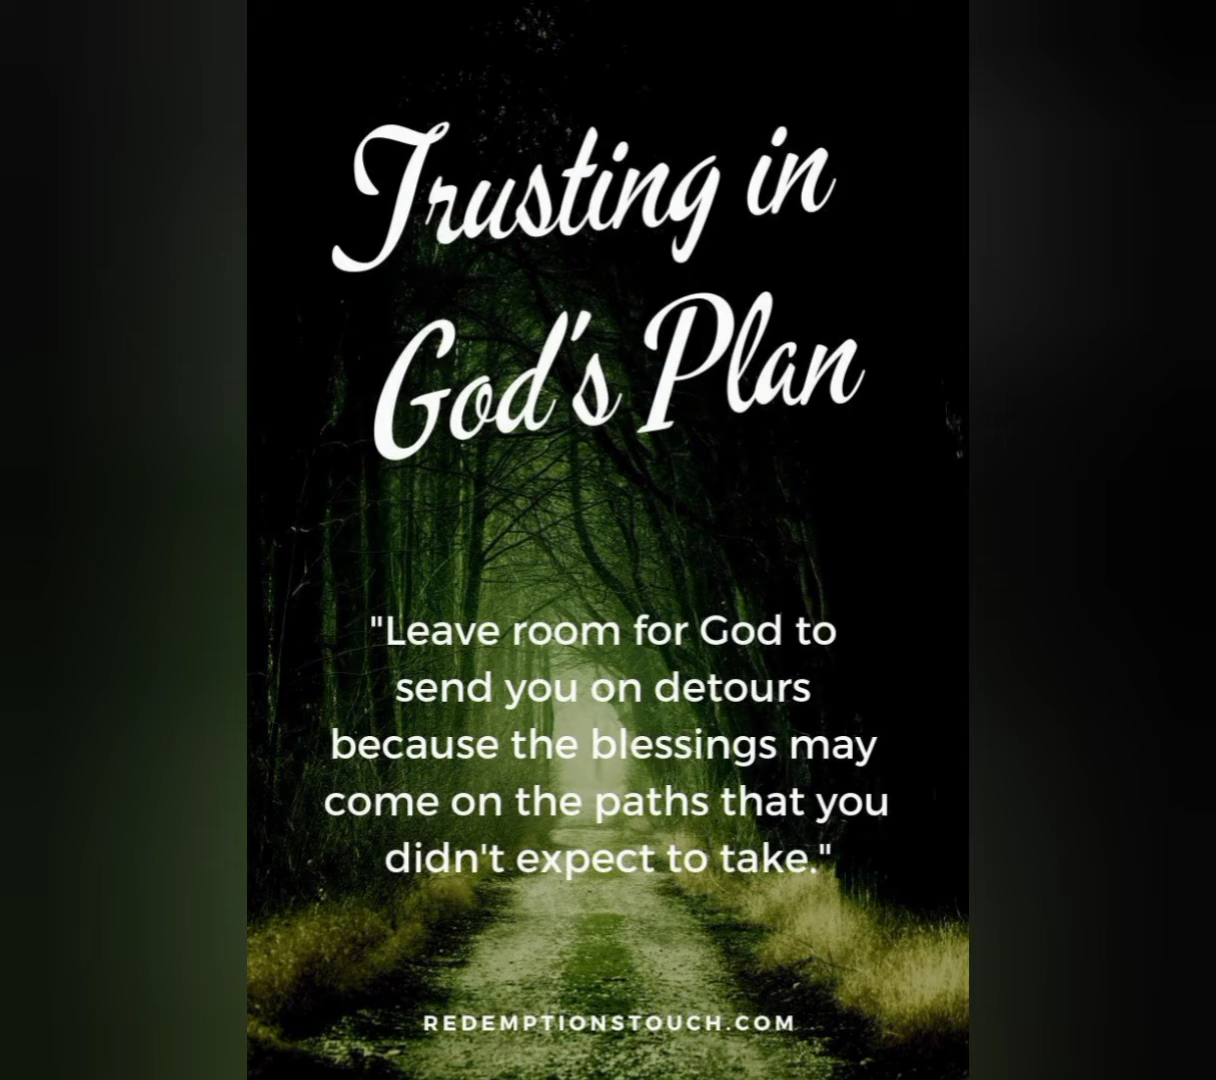 Trusting in
God's Plan
"Leave room for God to
send you on detours
because the blessings may
come on the paths that you
didn't expect to take."
REDEMPTIONSTOUCH.COM